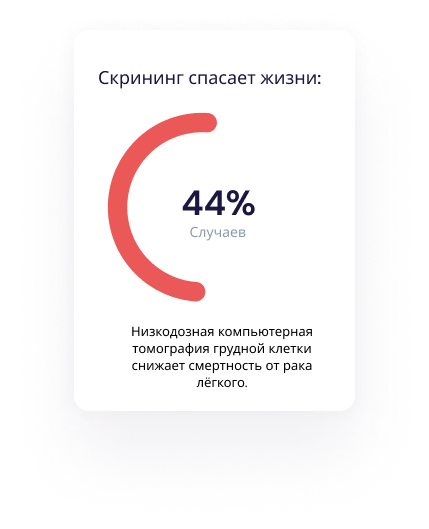 Скрининг спасает жизни:
44%
Случаев
Низкодозная компьютерная
томография грудной клетки
снижает смертность от рака
лёгкого.